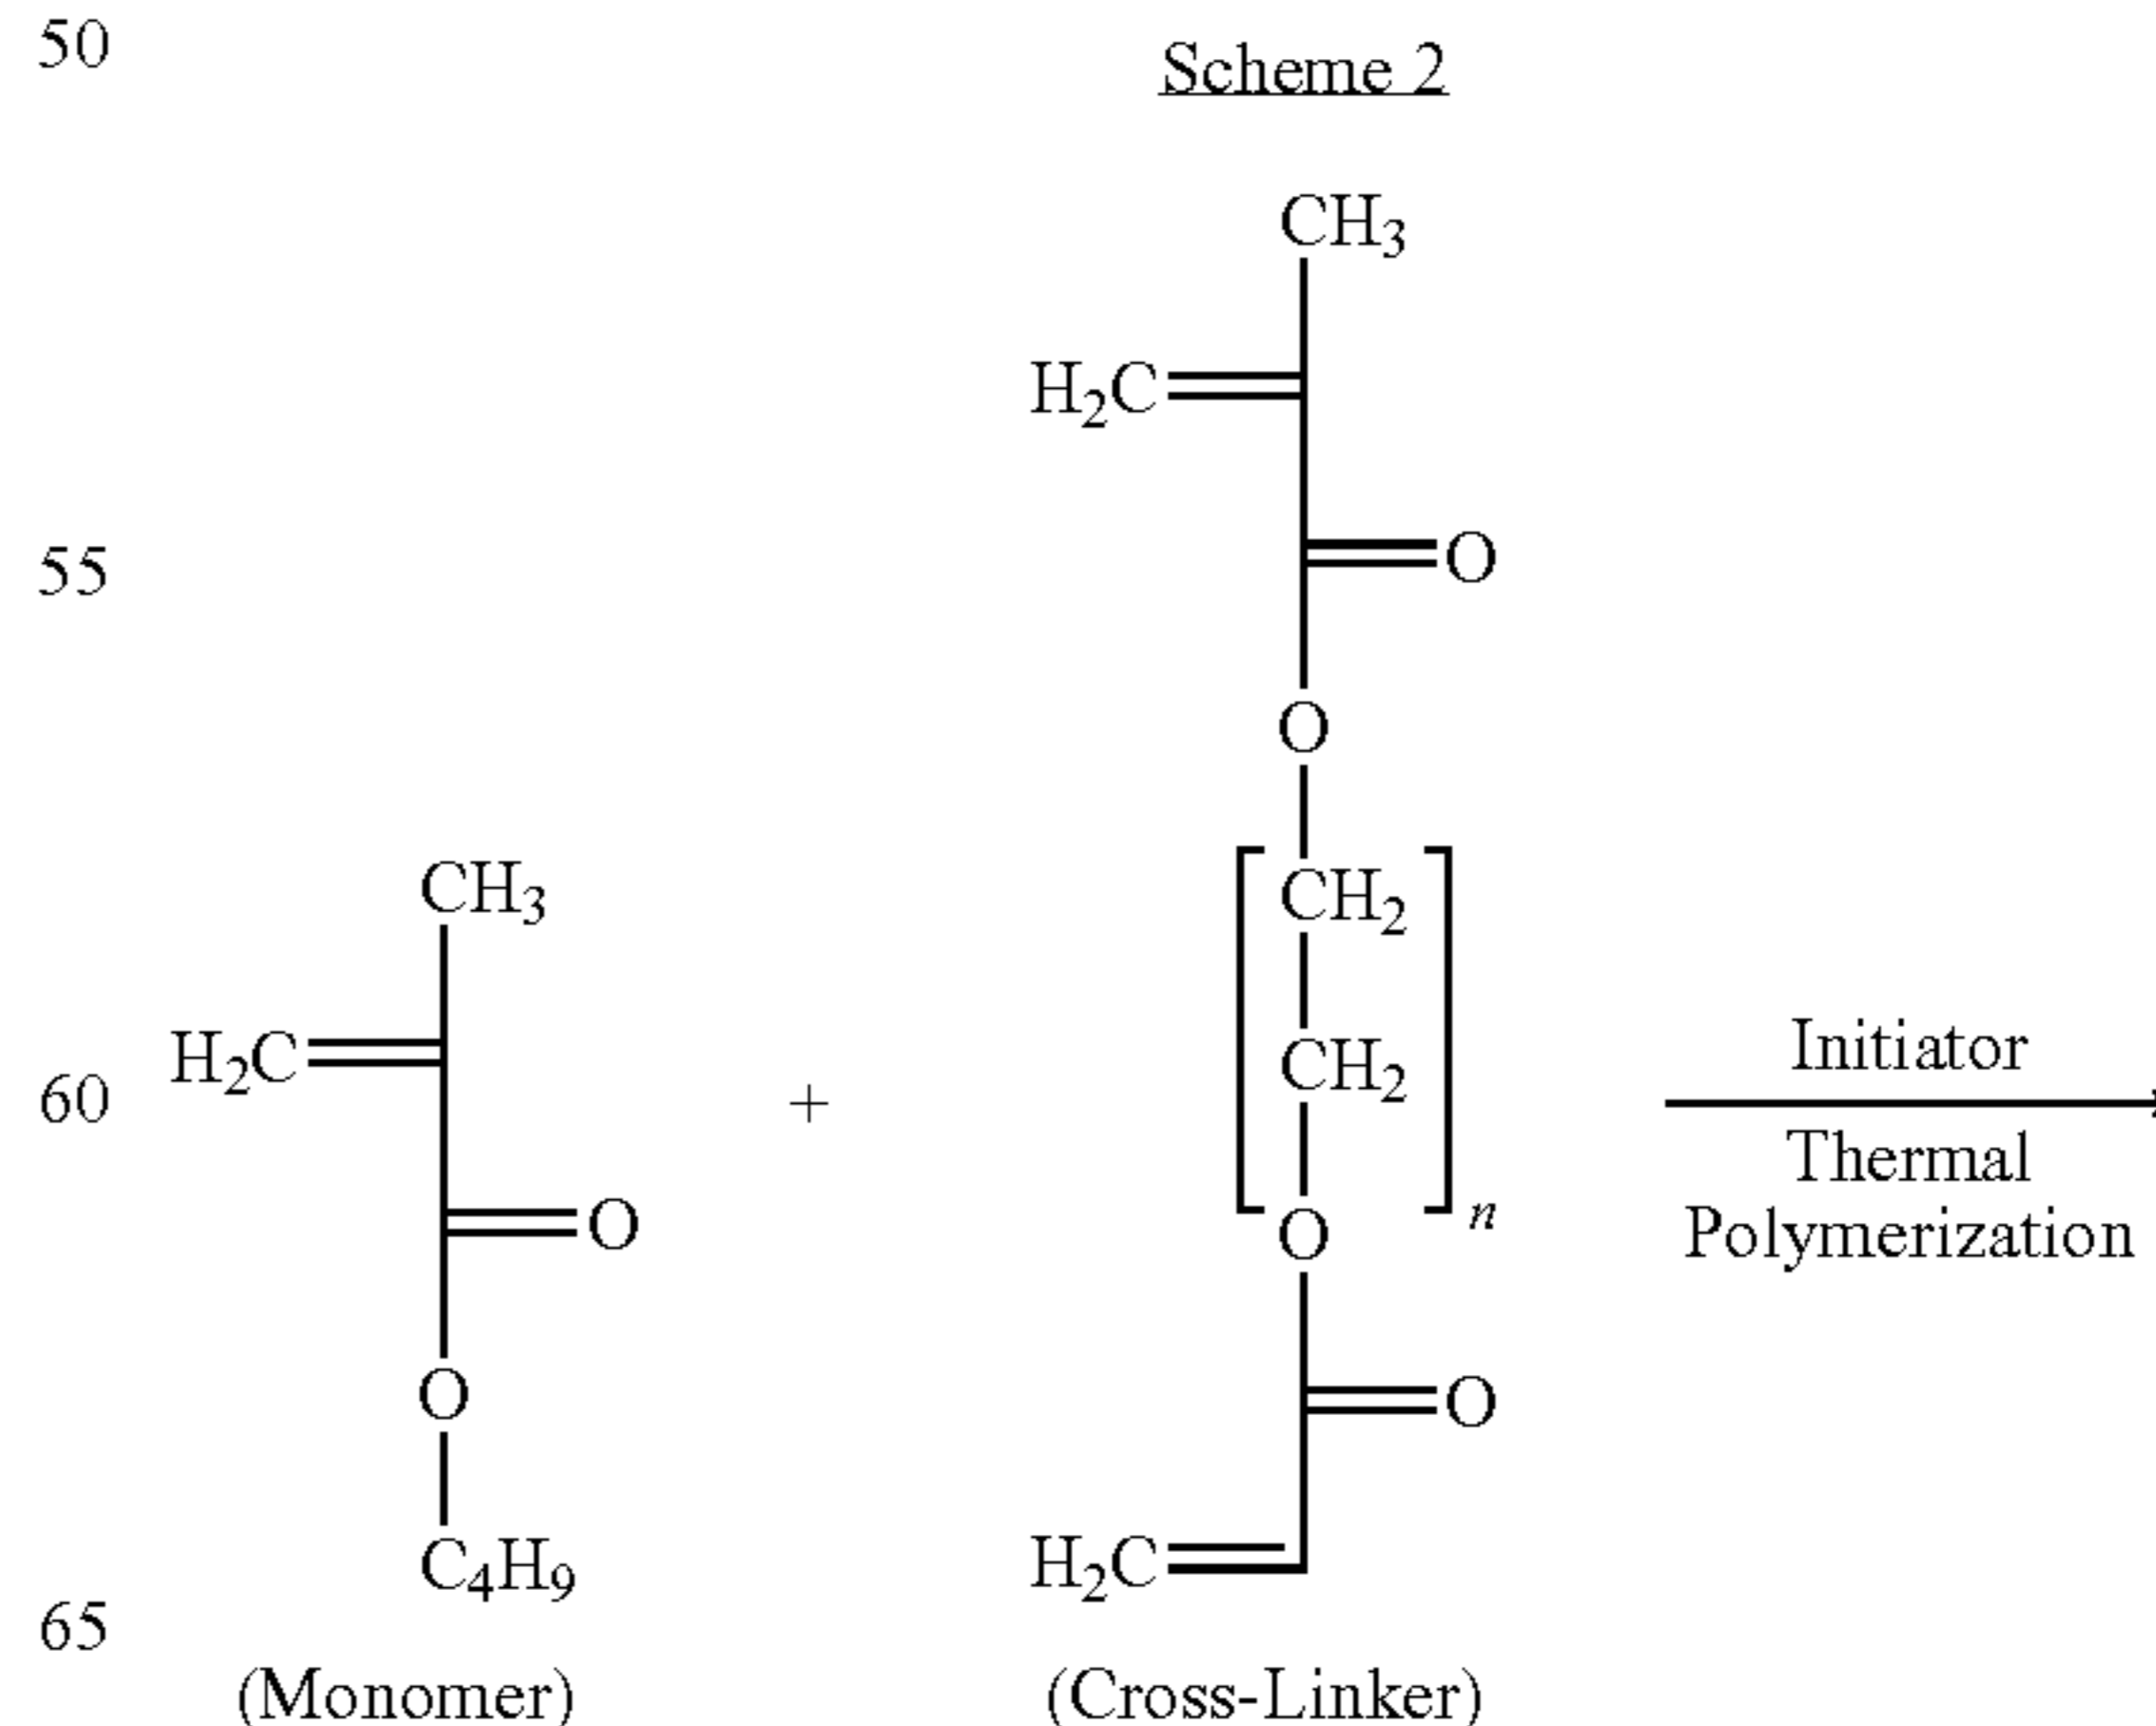 50
Scheme 2
CH₃
H₂C
O
55
O
CH₂
CH₃
CH₂
H₂C
60
+
Initiator
Thermal
Polymerization
n
O
O
O
O
C₄H₉
H₂C
65
(Monomer)
(Cross-Linker)